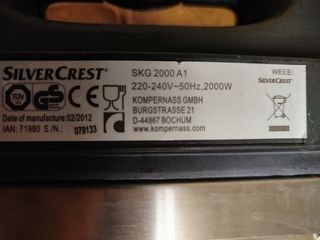 SILVERCREST®
SKG 2000 A1
WEEE:
220-240V~50Hz,2000W
SILVERCREST
KOMPERNASS GMBH
BURGSTRASSE 21
Date of manufacture:02/2012
D-44867 BOCHUM
IAN: 71980 S./N.: 079133
www.kompernass.com